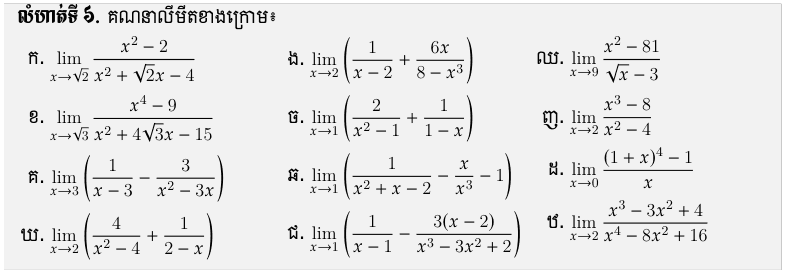 លំហាត់ទី ៦. គណនាលីមីតខាងក្រោម៖
ក. lim_{x→√2} (x² − 2)/(x² + √2x − 4)
ខ. lim_{x→√3} (x⁴ − 9)/(x² + 4√3x − 15)
គ. lim_{x→3} (1/(x − 3) − 3/(x² − 3x))
ឃ. lim_{x→2} (4/(x² − 4) + 1/(2 − x))
ង. lim_{x→2} (1/(x − 2) + 6x/(8 − x³))
ច. lim_{x→1} (2/(x² − 1) + 1/(1 − x))
ឆ. lim_{x→1} (1/(x² + x − 2) − x/x³ − 1)
ជ. lim_{x→1} (1/(x − 1) − 3(x − 2)/(x³ − 3x² + 2))
ឈ. lim_{x→9} (x² − 81)/(√x − 3)
ញ. lim_{x→2} (x³ − 8)/(x² − 4)
ដ. lim_{x→0} ((1 + x)⁴ − 1)/x
ឋ. lim_{x→2} (x³ − 3x² + 4)/(x⁴ − 8x² + 16)